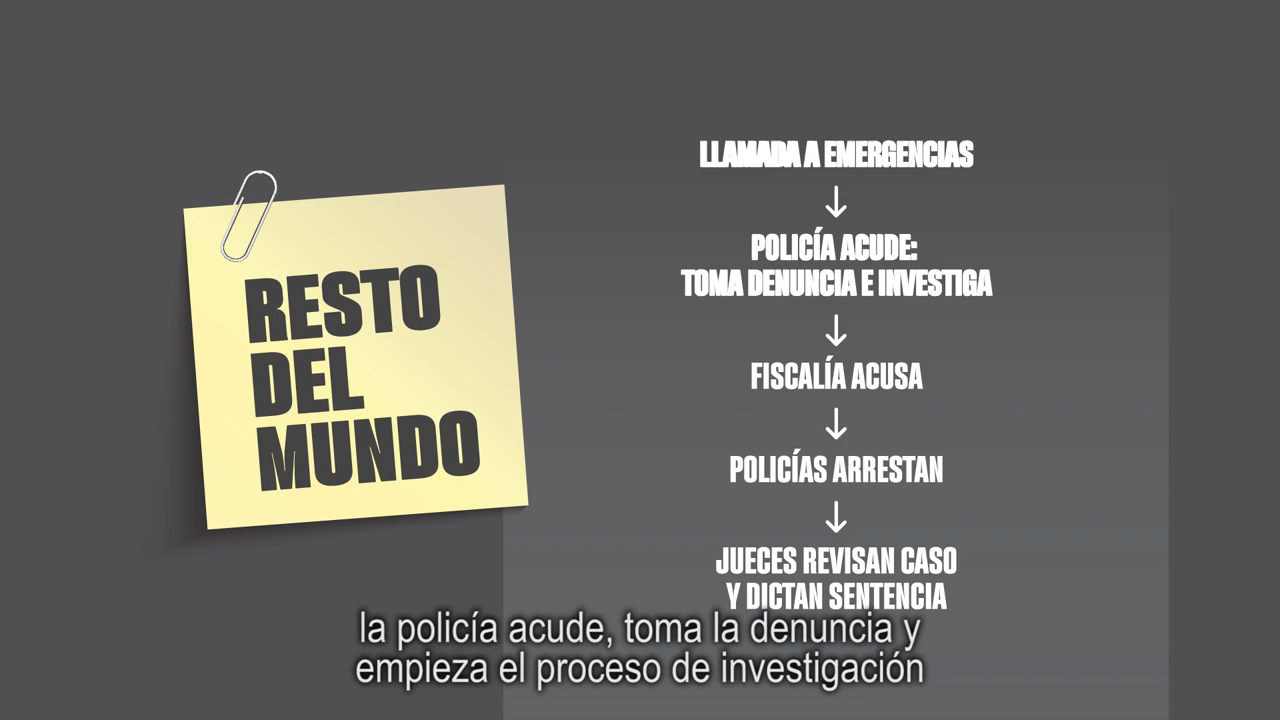 RESTO
DEL
MUNDO
LLAMADA A EMERGENCIAS
POLICÍA ACUDE:
TOMA DENUNCIA E INVESTIGA
FISCALÍA ACUSA
POLICÍAS ARRESTAN
JUECES REVISAN CASO
Y DICTAN SENTENCIA
la policía acude, toma la denuncia y
empieza el proceso de investigación